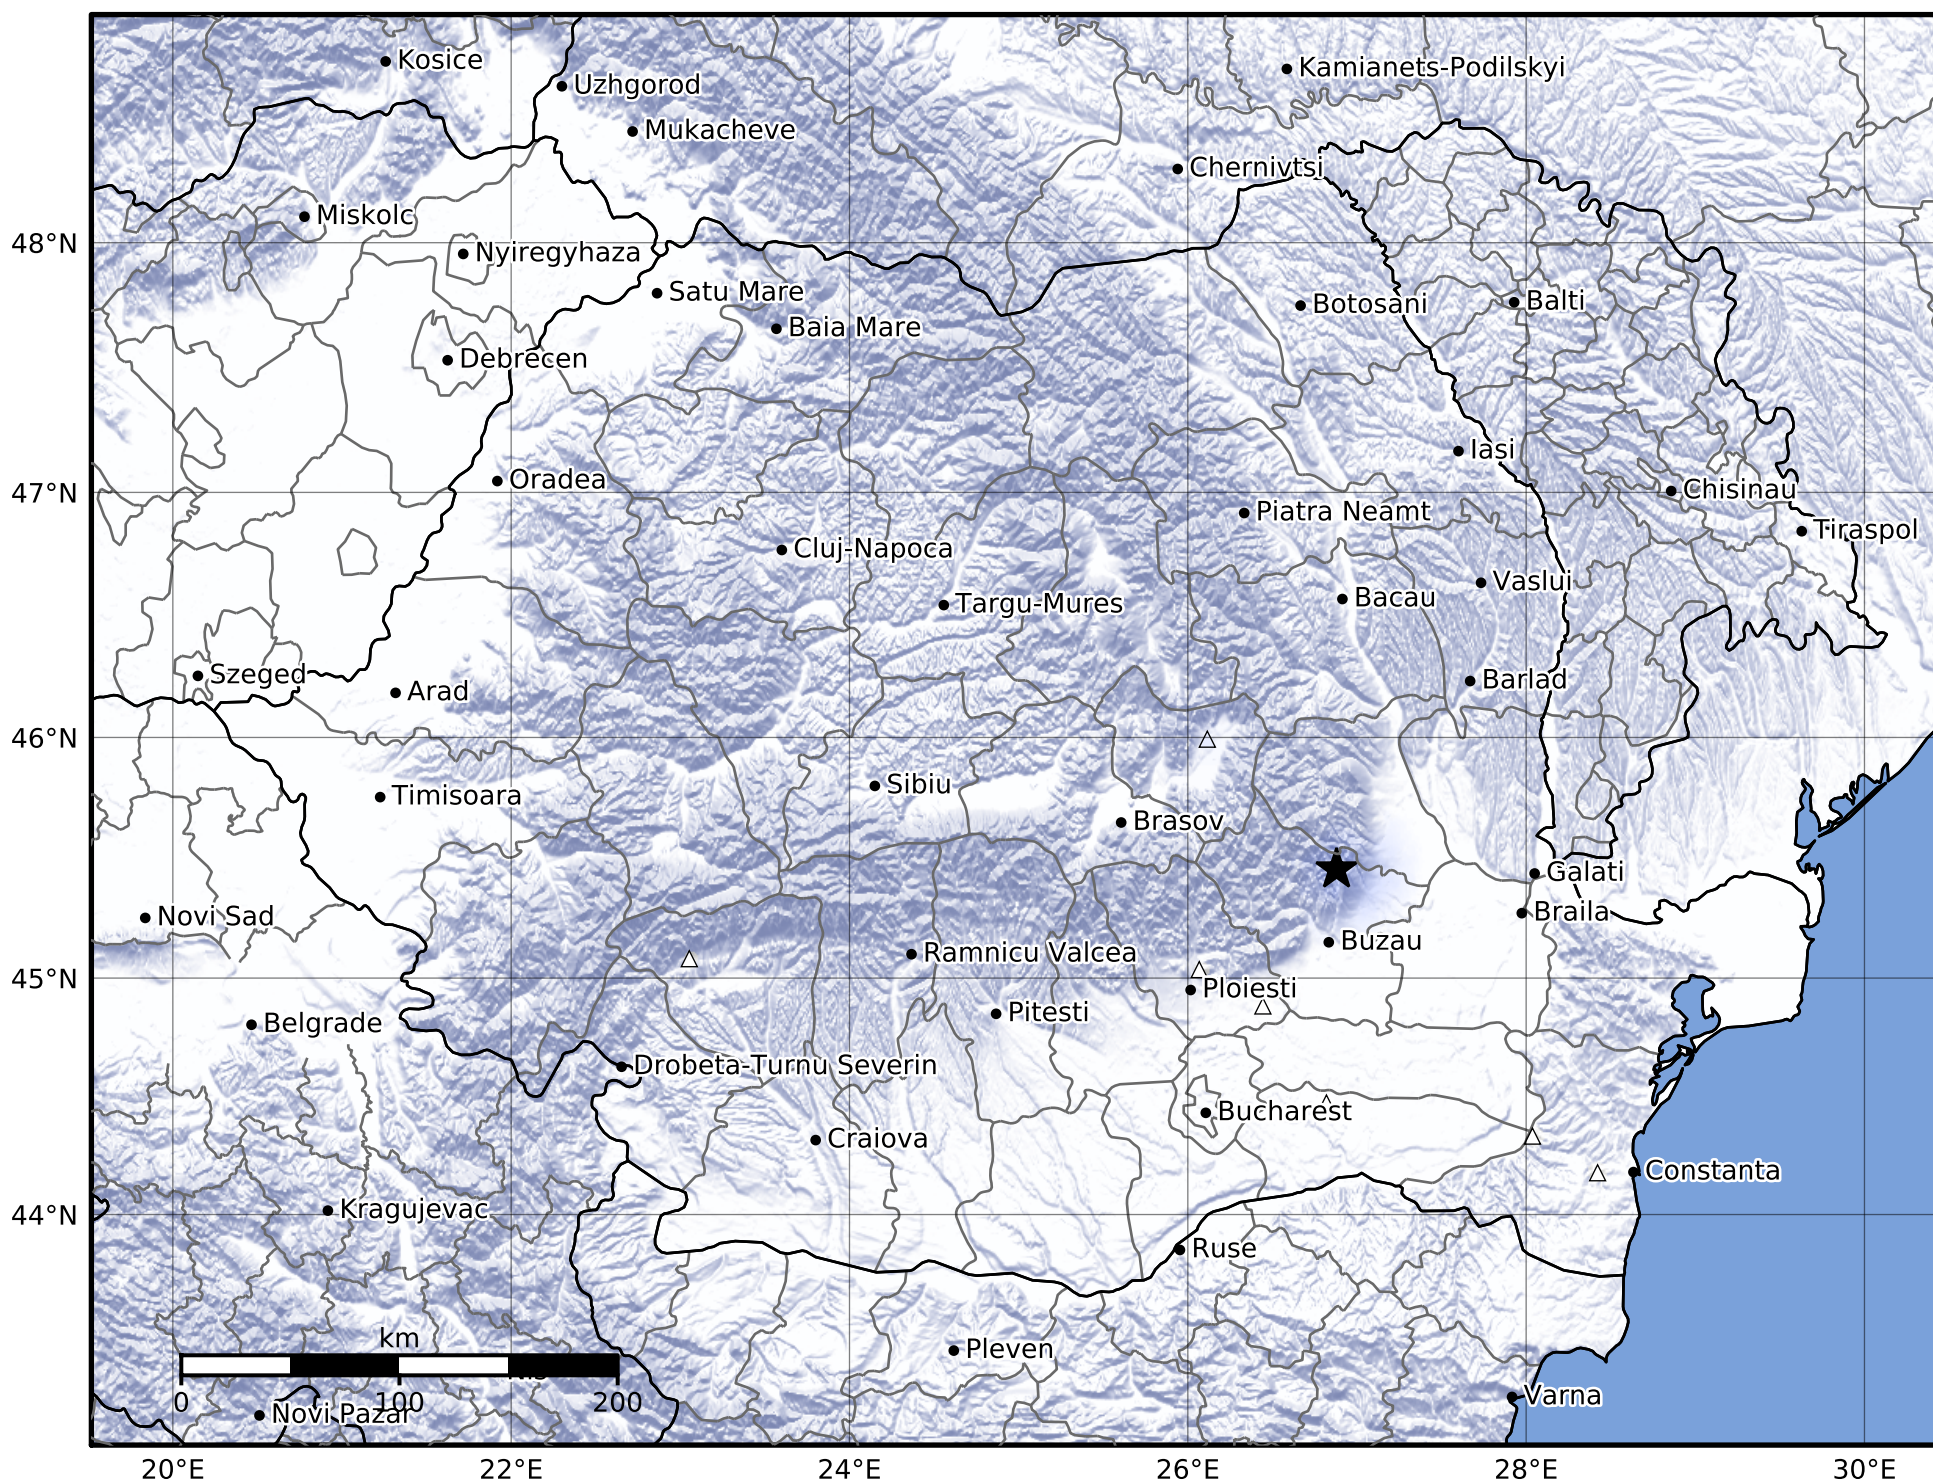 Kosice
Kamianets-Podilskyi
Uzhgorod
Mukacheve
Chernivtsi
Miskolc
48°N
Nyiregyhaza
Satu Mare
Botosani
Balti
Baia Mare
Debrecen
Iasi
47°N
Oradea
Chisinau
Piatra Neamt
Tiraspol
Cluj-Napoca
Vaslui
Bacau
Targu-Mures
Szeged
Barlad
Arad
46°N
Sibiu
Timisoara
Brasov
Galati
Braila
Novi Sad
Buzau
Ramnicu Valcea
45°N
Ploiesti
Pitesti
Belgrade
Drobeta-Turnu Severin
Bucharest
Craiova
Constanta
Kragujevac
44°N
Ruse
km
Pleven
0 100 200
Varna
Novi Pazar
20°E 22°E 24°E 26°E 28°E 30°E